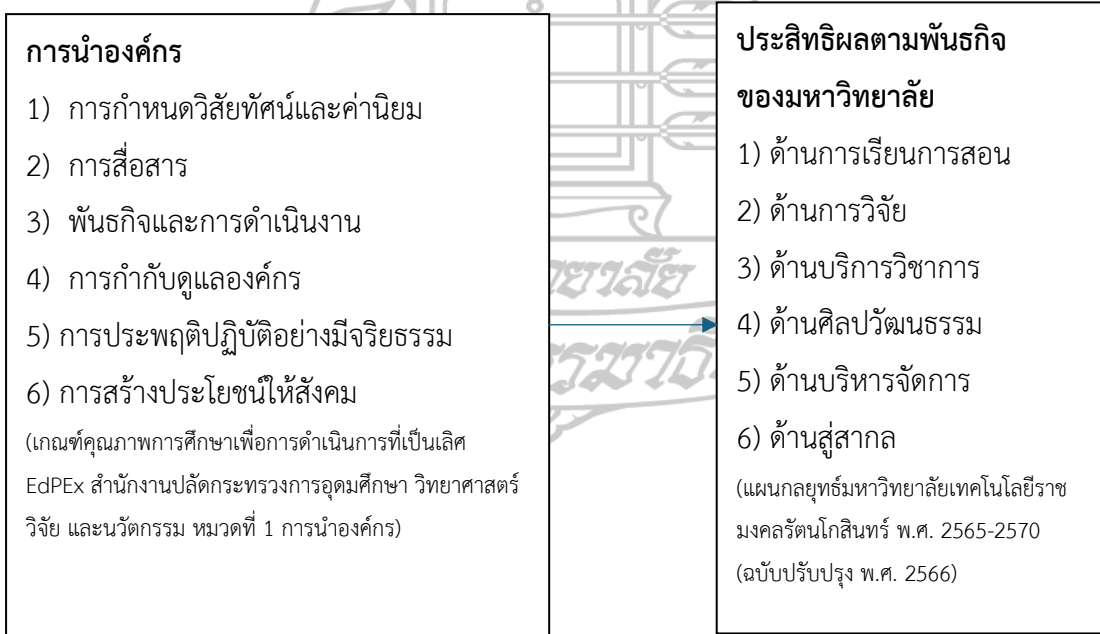 การนำองค์กร
1) การกำหนดวิสัยทัศน์และค่านิยม
2) การสื่อสาร
3) พันธกิจและการดำเนินงาน
4) การกำกับดูแลองค์กร
5) การประพฤติปฏิบัติอย่างมีจริยธรรม
6) การสร้างประโยชน์ให้สังคม
(เกณฑ์คุณภาพการศึกษาเพื่อการดำเนินการที่เป็นเลิศ
EdPEx สำนักงานปลัดกระทรวงการอุดมศึกษา วิทยาศาสตร์
วิจัย และนวัตกรรม หมวดที่ 1 การนำองค์กร)
ประสิทธิผลตามพันธกิจ
ของมหาวิทยาลัย
1) ด้านการเรียนการสอน
2) ด้านการวิจัย
3) ด้านบริการวิชาการ
4) ด้านศิลปวัฒนธรรม
5) ด้านบริหารจัดการ
6) ด้านสู่สากล
(แผนกลยุทธ์มหาวิทยาลัยเทคโนโลยีราช
มงคลรัตนโกสินทร์ พ.ศ. 2565-2570
(ฉบับปรับปรุง พ.ศ. 2566)